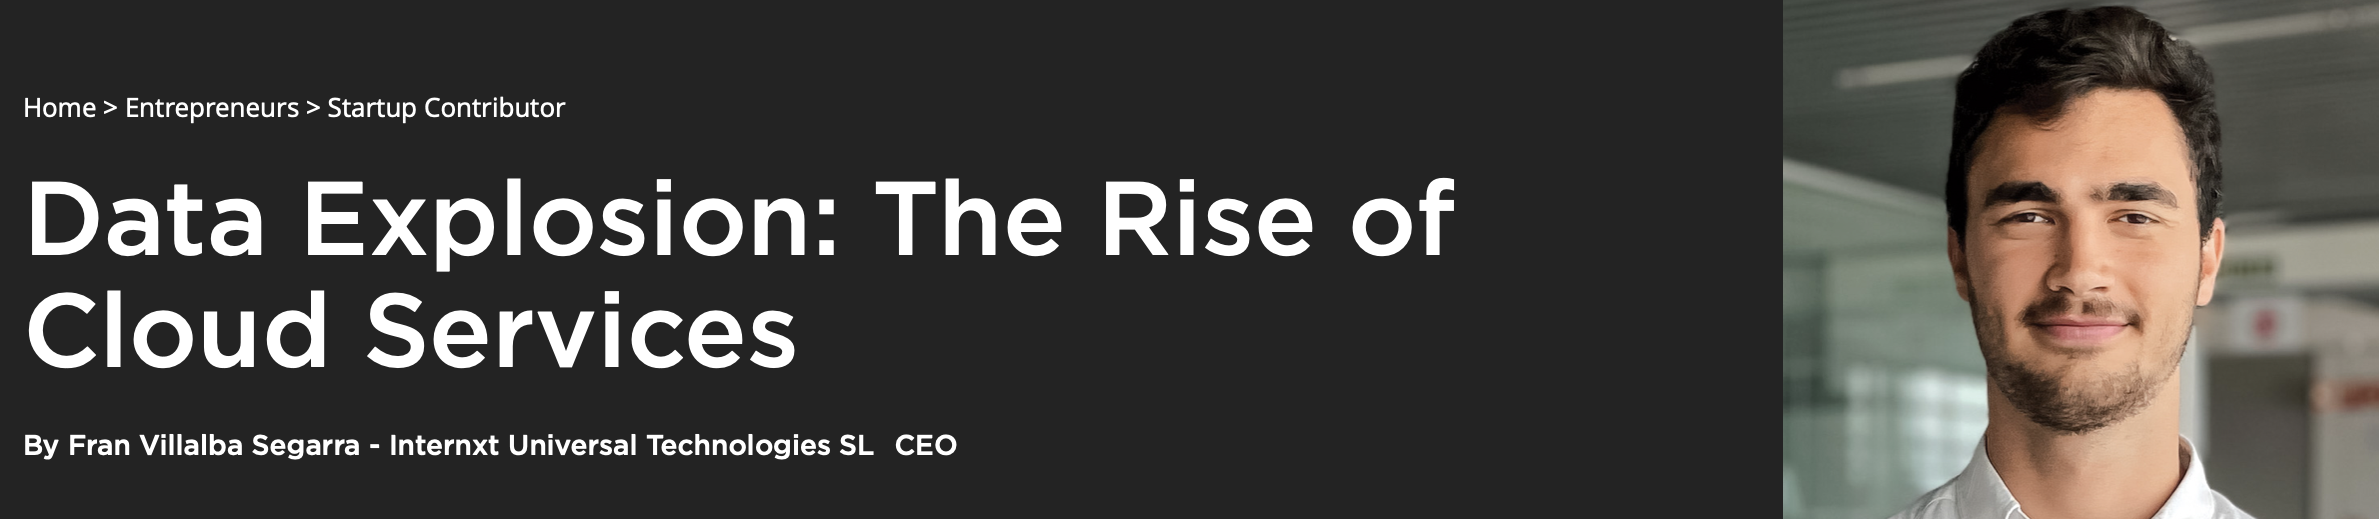 Home > Entrepreneurs > Startup Contributor
Data Explosion: The Rise of
Cloud Services
By Fran Villalba Segarra - Internxt Universal Technologies SL CEO